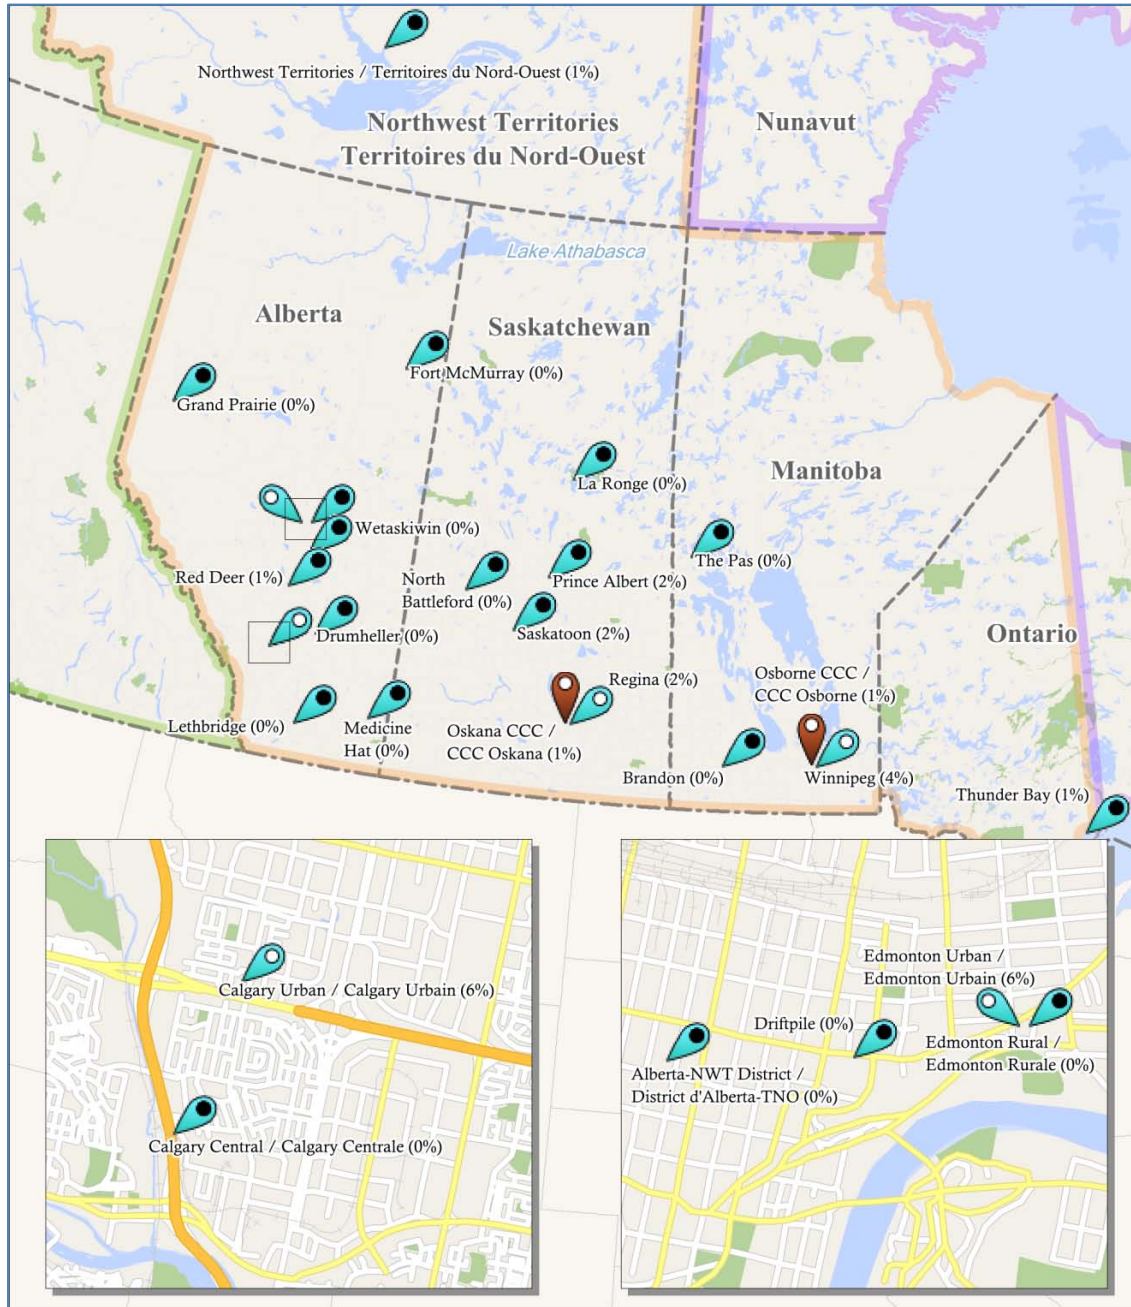 Northwest Territories / Territoires du Nord-Ouest (1%)
Northwest Territories
Territoires du Nord-Ouest
Nunavut
Lake Athabasca
Alberta
Saskatchewan
Fort McMurray (0%)
Grand Prairie (0%)
Manitoba
La Ronge (0%)
Wetaskiwin (0%)
The Pas (0%)
Red Deer (1%)
North
Battleford (0%)
Prince Albert (2%)
Drumheller (0%)
Saskatoon (2%)
Ontario
Regina (2%)
Osborne CCC /
CCC Osborne (1%)
Lethbridge (0%)
Medicine
Hat (0%)
Oskana CCC /
CCC Oskana (1%)
Brandon (0%)
Winnipeg (4%)
Thunder Bay (1%)
Calgary Urban / Calgary Urbain (6%)
Calgary Central / Calgary Centrale (0%)
Edmonton Urban /
Edmonton Urbain (6%)
Driftpile (0%)
Edmonton Rural /
Edmonton Rurale (0%)
Alberta-NWT District /
District d'Alberta-TNO (0%)